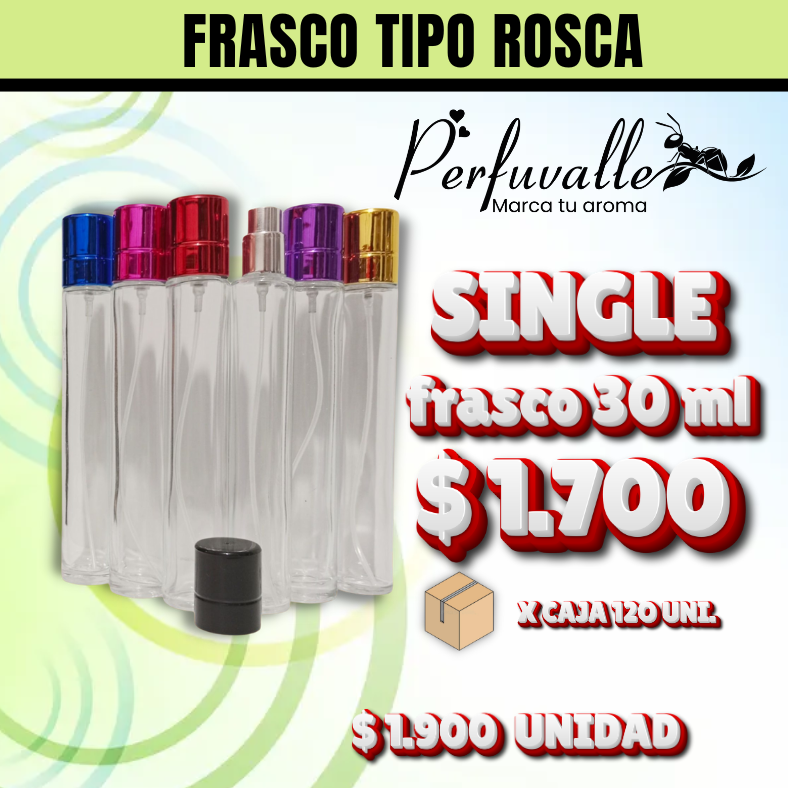 FRASCO TIPO ROSCA
Perfuvalle
Marca tu aroma
SINGLE
frasco 30 ml
$ 1.700
X CAJA 120 UNI.
$ 1.900 UNIDAD